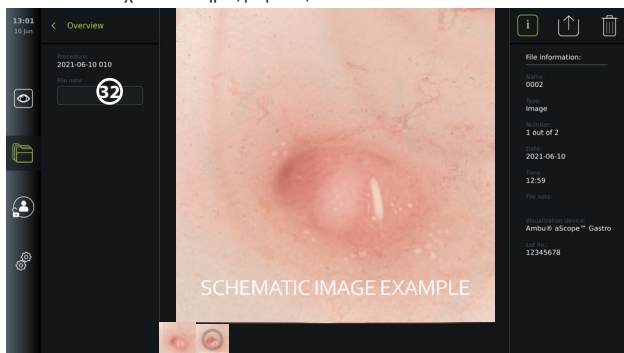 13:01
10 Jun
Overview
Procedure:
2021-06-10 010
File note
32
SCHEMATIC IMAGE EXAMPLE
i
File information:
Name:
0002
Type:
Image
Number:
1 out of 2
Date:
2021-06-10
Time
12:59
File note:
Visualization device:
Ambu® aScope™ Gastro
Lot no.
12345678